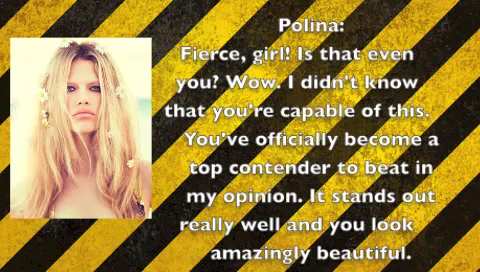 Polina:
Fierce, girl! Is that even
you? Wow. I didn't know
that you're capable of this.
You've officially become a
top contender to beat in
my opinion. It stands out
really well and you look
amazingly beautiful.